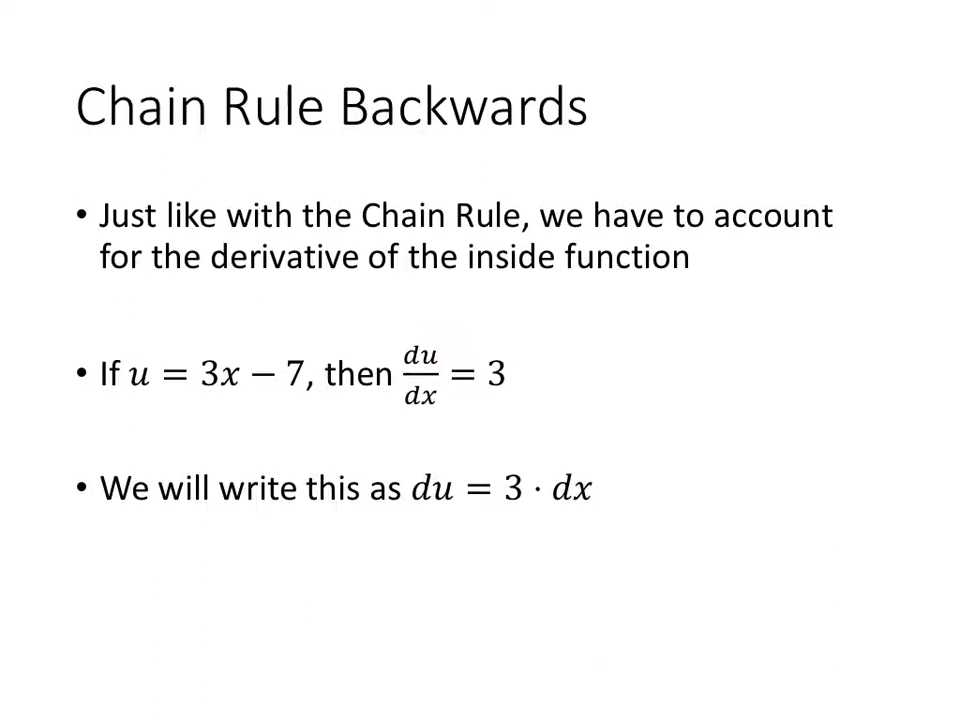 Chain Rule Backwards
• Just like with the Chain Rule, we have to account
for the derivative of the inside function
• If 𝑢 = 3𝑥 − 7, then 𝑑𝑢/𝑑𝑥 = 3
• We will write this as 𝑑𝑢 = 3 · 𝑑𝑥